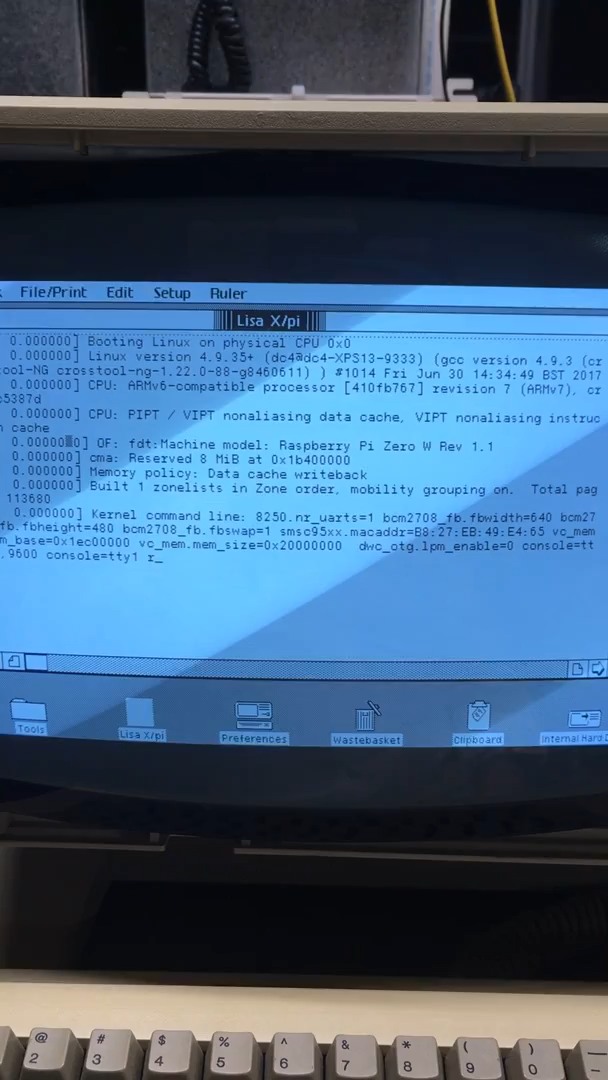 File/Print Edit Setup Ruler
Lisa X/pi
0.000000] Booting Linux on physical CPU 0x0
0.000000] Linux version 4.9.35+ (dc4@dc4-XPS13-9333) (gcc version 4.9.3 (cr
ool-NG crosstool-ng-1.22.0-88-g8460611) ) #1014 Fri Jun 30 14:34:49 BST 2017
0.000000] CPU: ARMv6-compatible processor [410fb767] revision 7 (ARMv7), cr
5387d
0.000000] CPU: PIPT / VIPT nonaliasing data cache, VIPT nonaliasing instruc
n cache
0.000000] OF: fdt:Machine model: Raspberry Pi Zero W Rev 1.1
0.000000] cma: Reserved 8 MiB at 0x1b400000
0.000000] Memory policy: Data cache writeback
0.000000] Built 1 zonelists in Zone order, mobility grouping on. Total pag
113680
0.000000] Kernel command line: 8250.nr_uarts=1 bcm2708_fb.fbwidth=640 bcm27
fb.fbheight=480 bcm2708_fb.fbswap=1 smsc95xx.macaddr=B8:27:EB:49:E4:65 vc_mem
m_base=0x1ec00000 vc_mem.mem_size=0x20000000 dwc_otg.lpm_enable=0 console=tt
,9600 console=tty1 r_
Tools Lisa X/pi Preferences Wastebasket Clipboard Internal Hard D
@ # $ % ^ & * ( ) _
2 3 4 5 6 7 8 9 0 -